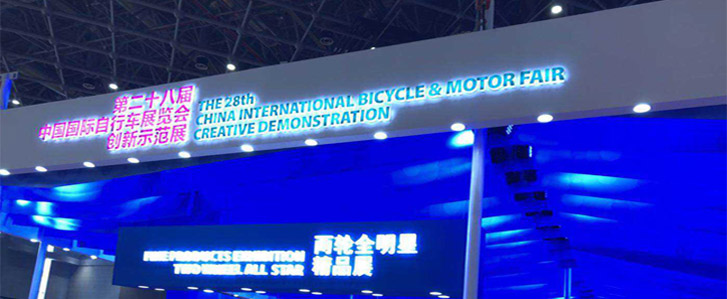 第二十八届
中国国际自行车展览会
创新示范展
THE 28th
CHINA INTERNATIONAL BICYCLE & MOTOR FAIR
CREATIVE DEMONSTRATION
FINE PRODUCTS EXHIBITION
TWO WHEEL ALL STAR
两轮全明星
精品展